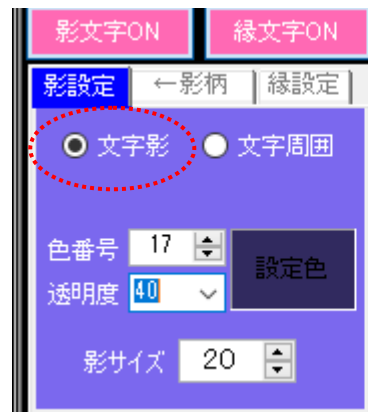 影文字ON 縁文字ON
影設定 ←影柄 縁設定
文字影 文字周囲
色番号 17 設定色
透明度 40
影サイズ 20